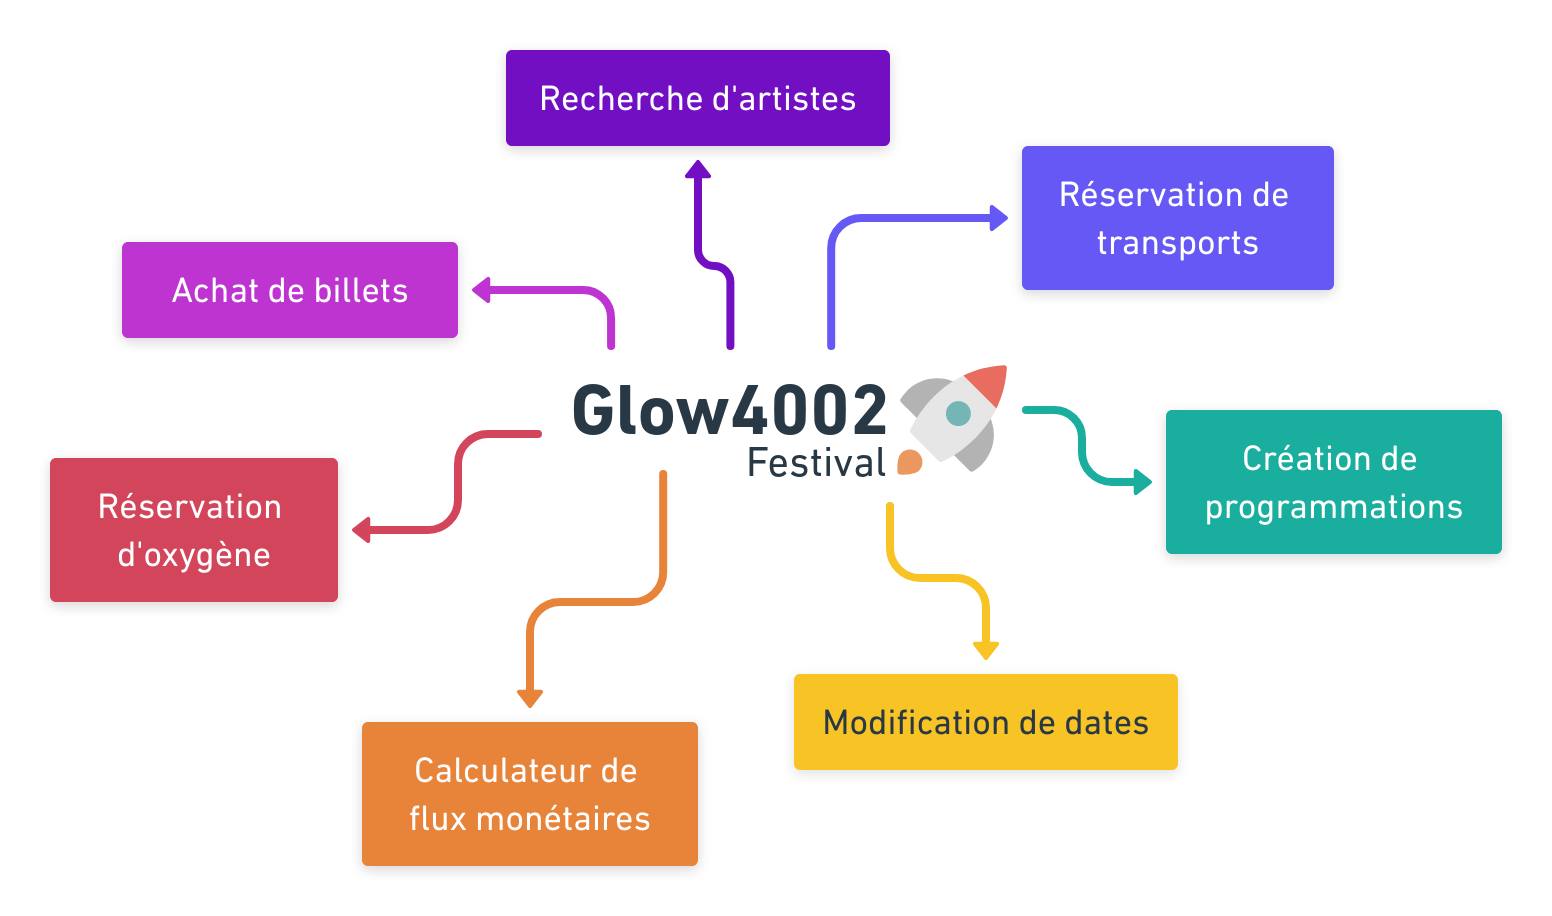 Recherche d'artistes
Réservation de
transports
Achat de billets
Glow4002
Festival
Création de
programmations
Réservation
d'oxygène
Modification de dates
Calculateur de
flux monétaires